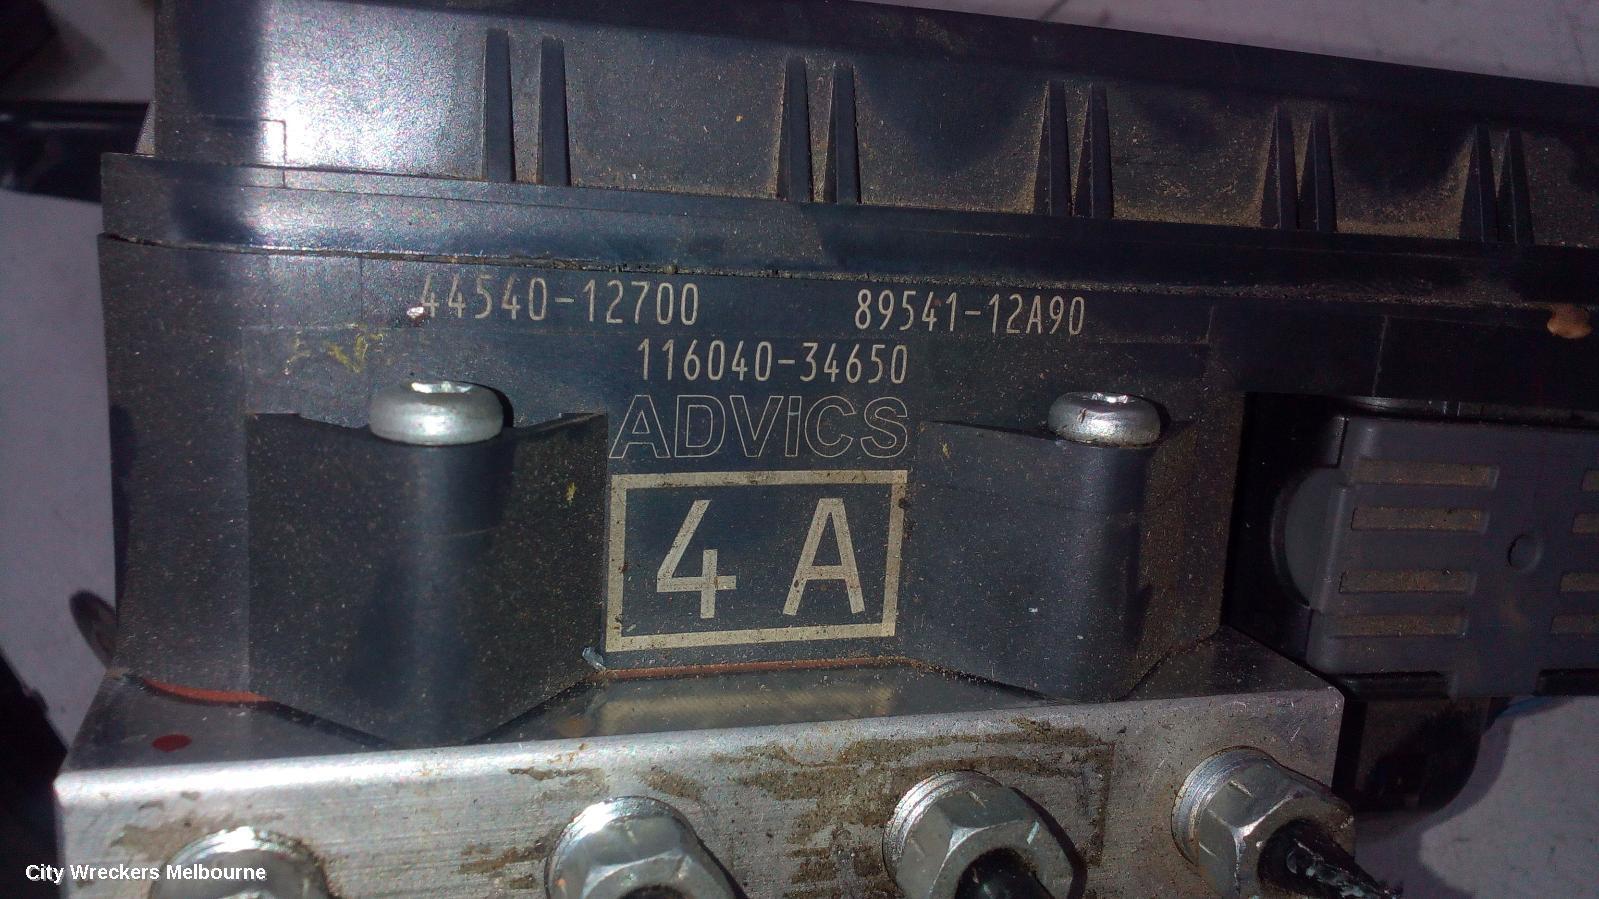 44540-12700 89541-12A90
116040-34650
ADVICS
4 A
City Wreckers Melbourne